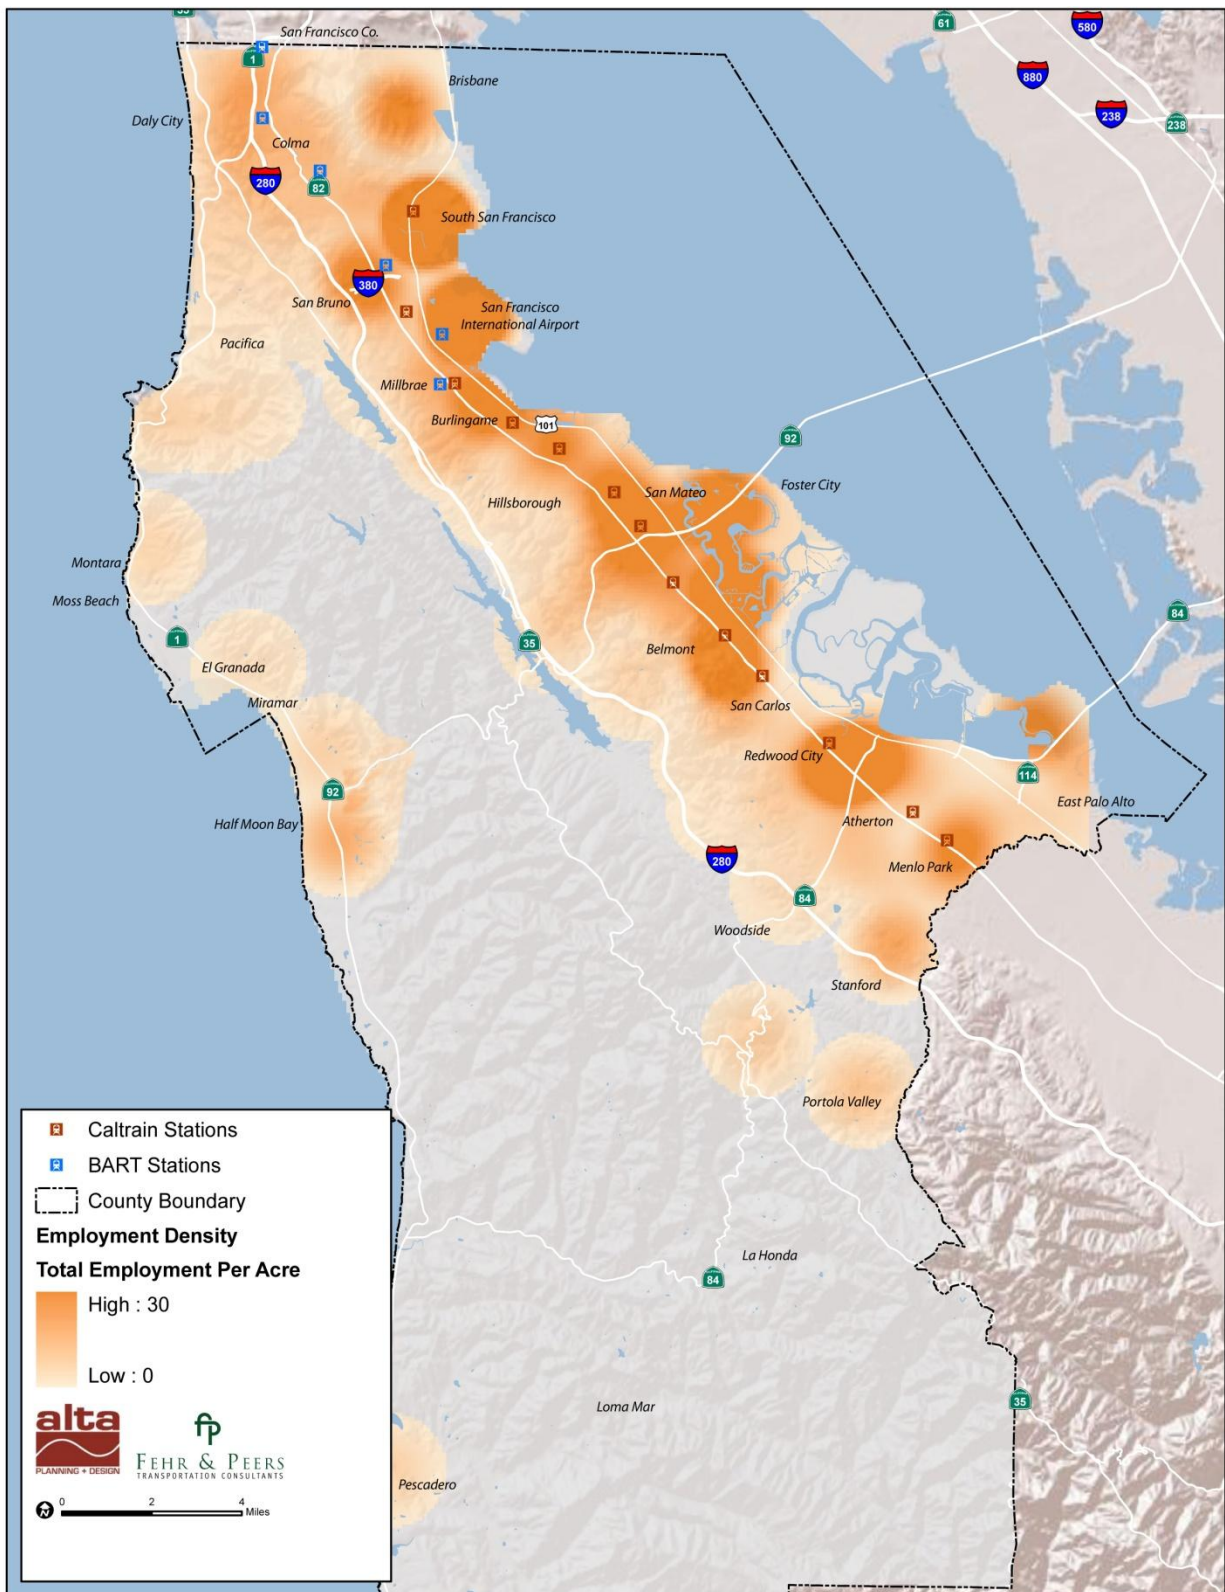 35
San Francisco Co.
61
580
1
880
Brisbane
238
238
Daly City
Colma
280
82
South San Francisco
380
San Bruno
San Francisco
International Airport
Pacifica
Millbrae
Burlingame
101
92
Foster City
San Mateo
Hillsborough
Montara
Moss Beach
84
1
35
Belmont
El Granada
Miramar
San Carlos
Redwood City
114
92
East Palo Alto
Half Moon Bay
Atherton
280
Menlo Park
84
Woodside
Stanford
Portola Valley
La Honda
84
Loma Mar
35
Pescadero
Caltrain Stations
BART Stations
County Boundary
Employment Density
Total Employment Per Acre
High : 30
Low : 0
alta
PLANNING + DESIGN
fp
FEHR & PEERS
TRANSPORTATION CONSULTANTS
N
0 2 4
Miles